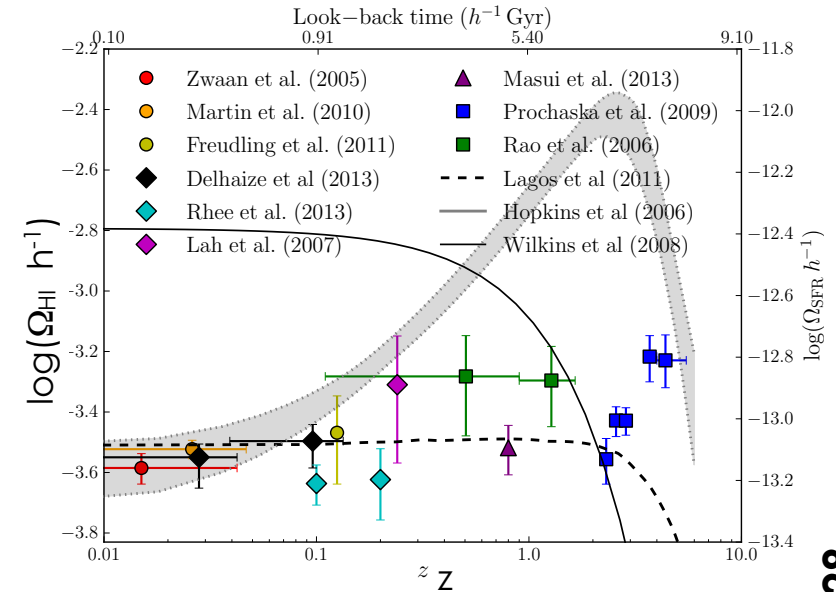 Look−back time (h⁻¹ Gyr)
0.10 0.91 5.40 9.10
−2.2 −11.8
Zwaan et al. (2005) Masui et al. (2013)
−2.4 Martin et al. (2010) Prochaska et al. (2009) −12.0
Freudling et al. (2011) Rao et al. (2006)
−2.6 −12.2
Delhaize et al (2013) Lagos et al (2011)
Rhee et al. (2013) Hopkins et al (2006)
−2.8 −12.4
Lah et al. (2007) Wilkins et al (2008)
-3.0 −12.6
-3.2 −12.8
-3.4 −13.0
-3.6 −13.2
-3.8 −13.4
log(Ω_HI h⁻¹)
log(Ω_SFR h⁻¹)
0.01 0.1 1.0 10.0
z Z